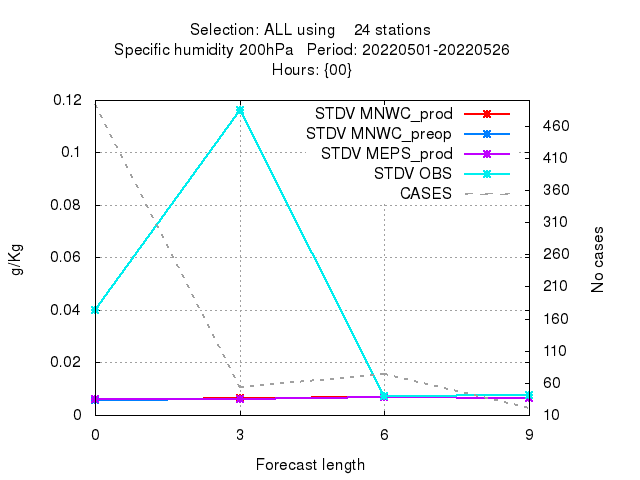 Selection: ALL using    24 stations
Specific humidity 200hPa   Period: 20220501-20220526
Hours: {00}
STDV MNWC_prod
STDV MNWC_preop
STDV MEPS_prod
STDV OBS
CASES
0.12
0.1
0.08
0.06
0.04
0.02
0
g/Kg
460
410
360
310
260
210
160
110
60
10
No cases
0
3
6
9
Forecast length